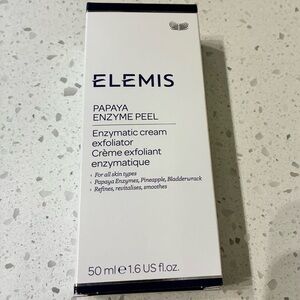 ELEMIS
PAPAYA
ENZYME PEEL
Enzymatic cream
exfoliator
Crème exfoliant
enzymatique
• For all skin types
• Papaya Enzymes, Pineapple, Bladderwrack
• Refines, revitalises, smoothes
50 ml e 1.6 US fl.oz.